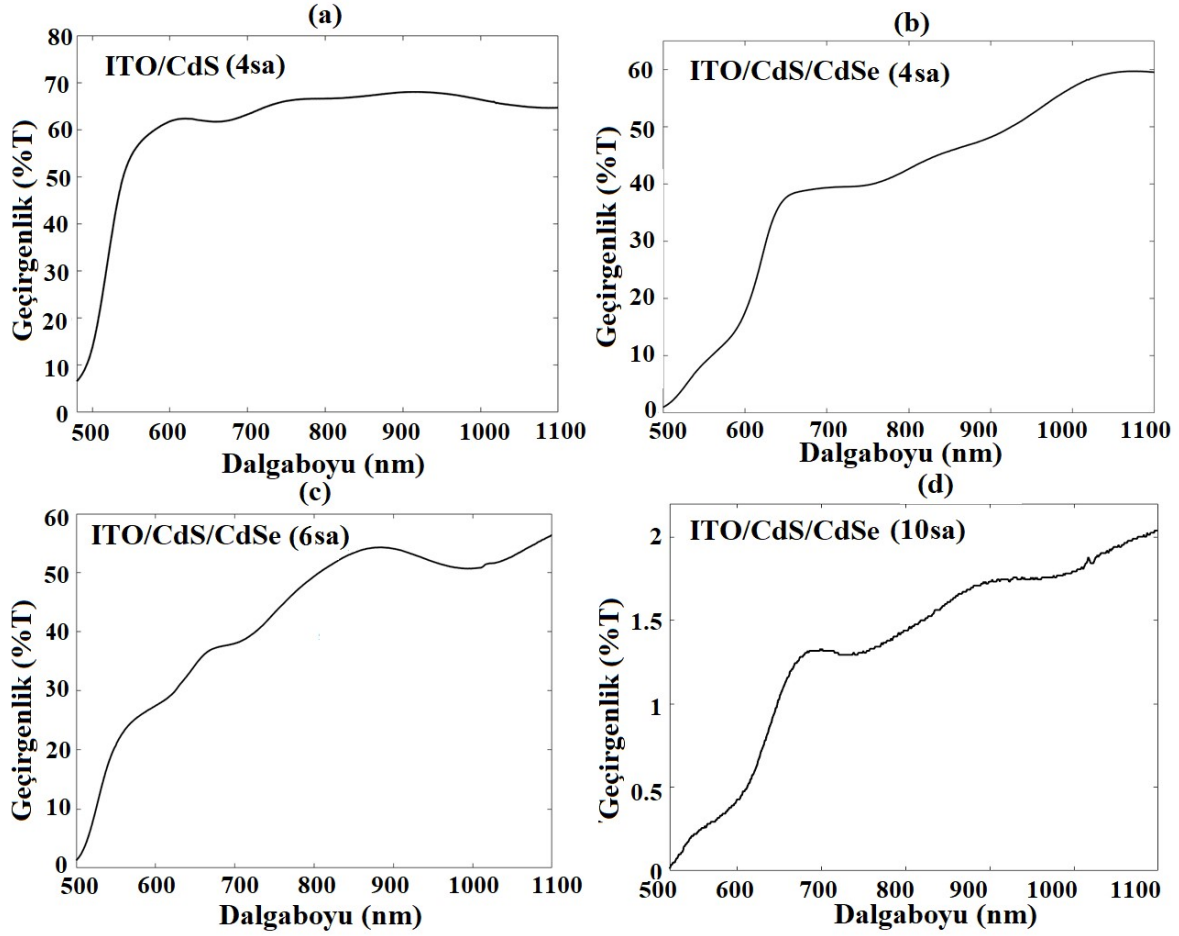 (a)
ITO/CdS (4sa)
Geçirgenlik (%T)
80
70
60
50
40
30
20
10
0
500 600 700 800 900 1000 1100
Dalgaboyu (nm)
(b)
ITO/CdS/CdSe (4sa)
Geçirgenlik (%T)
60
50
40
30
20
10
0
500 600 700 800 900 1000 1100
Dalgaboyu (nm)
(c)
ITO/CdS/CdSe (6sa)
Geçirgenlik (%T)
60
50
40
30
20
10
0
500 600 700 800 900 1000 1100
Dalgaboyu (nm)
(d)
ITO/CdS/CdSe (10sa)
Geçirgenlik (%T)
2
1.5
1
0.5
0
500 600 700 800 900 1000 1100
Dalgaboyu (nm)